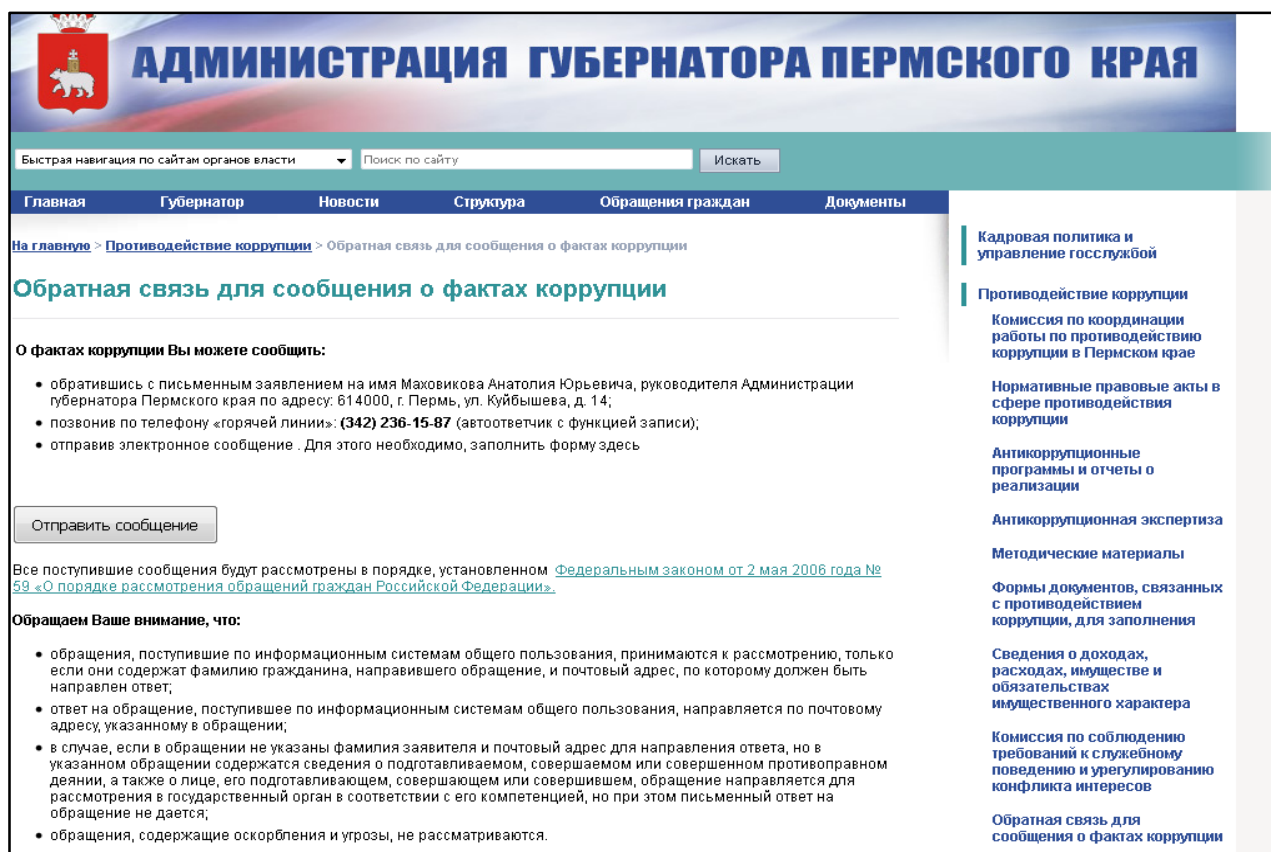 АДМИНИСТРАЦИЯ ГУБЕРНАТОРА ПЕРМСКОГО КРАЯ
Быстрая навигация по сайтам органов власти
Поиск по сайту
Искать
Главная Губернатор Новости Структура Обращения граждан Документы
На главную > Противодействие коррупции > Обратная связь для сообщения о фактах коррупции
Обратная связь для сообщения о фактах коррупции
О фактах коррупции Вы можете сообщить:
• обратившись с письменным заявлением на имя Маховикова Анатолия Юрьевича, руководителя Администрации
губернатора Пермского края по адресу: 614000, г. Пермь, ул. Куйбышева, д. 14;
• позвонив по телефону «горячей линии»: (342) 236-15-87 (автоответчик с функцией записи);
• отправив электронное сообщение . Для этого необходимо, заполнить форму здесь
Отправить сообщение
Все поступившие сообщения будут рассмотрены в порядке, установленном Федеральным законом от 2 мая 2006 года №
59 «О порядке рассмотрения обращений граждан Российской Федерации».
Обращаем Ваше внимание, что:
• обращения, поступившие по информационным системам общего пользования, принимаются к рассмотрению, только
если они содержат фамилию гражданина, направившего обращение, и почтовый адрес, по которому должен быть
направлен ответ;
• ответ на обращение, поступившее по информационным системам общего пользования, направляется по почтовому
адресу, указанному в обращении;
• в случае, если в обращении не указаны фамилия заявителя и почтовый адрес для направления ответа, но в
указанном обращении содержатся сведения о подготавливаемом, совершаемом или совершенном противоправном
деянии, а также о лице, его подготавливающем, совершающем или совершившем, обращение направляется для
рассмотрения в государственный орган в соответствии с его компетенцией, но при этом письменный ответ на
обращение не дается;
• обращения, содержащие оскорбления и угрозы, не рассматриваются.
Кадровая политика и
управление госслужбой
Противодействие коррупции
Комиссия по координации
работы по противодействию
коррупции в Пермском крае
Нормативные правовые акты в
сфере противодействия
коррупции
Антикоррупционные
программы и отчеты о
реализации
Антикоррупционная экспертиза
Методические материалы
Формы документов, связанных
с противодействием
коррупции, для заполнения
Сведения о доходах,
расходах, имуществе и
обязательствах
имущественного характера
Комиссия по соблюдению
требований к служебному
поведению и урегулированию
конфликта интересов
Обратная связь для
сообщения о фактах коррупции